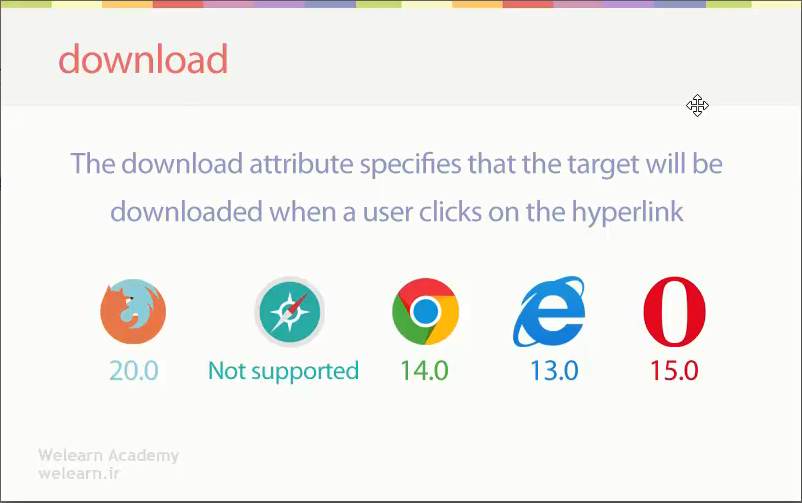 download
The download attribute specifies that the target will be
downloaded when a user clicks on the hyperlink
20.0 Not supported 14.0 13.0 15.0
Welearn Academy
welearn.ir